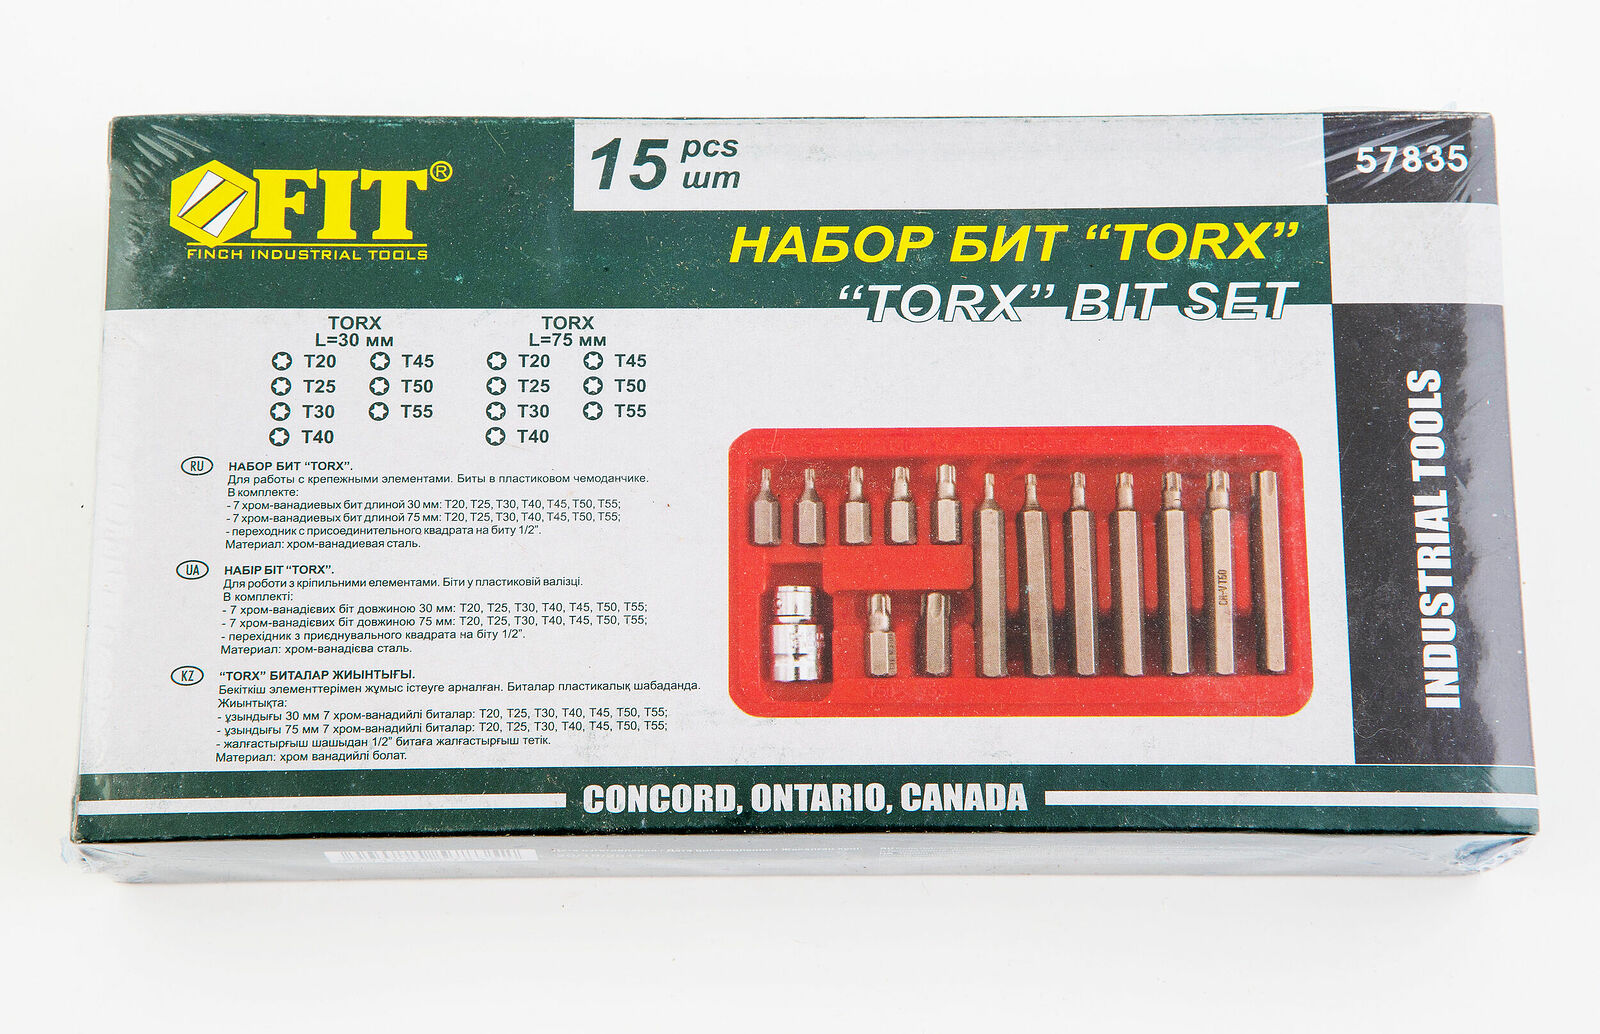 FIT®
FINCH INDUSTRIAL TOOLS
15 pcs
шт
57835
НАБОР БИТ “TORX”
“TORX” BIT SET
TORX
L=30 мм
T20 T45
T25 T50
T30 T55
T40
TORX
L=75 мм
T20 T45
T25 T50
T30 T55
T40
RU НАБОР БИТ “TORX”.
Для работы с крепежными элементами. Биты в пластиковом чемоданчике.
В комплекте:
- 7 хром-ванадиевых бит длиной 30 мм: T20, T25, T30, T40, T45, T50, T55;
- 7 хром-ванадиевых бит длиной 75 мм: T20, T25, T30, T40, T45, T50, T55;
- переходник с присоединительного квадрата на биту 1/2”.
Материал: хром-ванадиевая сталь.
UA НАБІР БІТ “TORX”.
Для роботи з кріпильними елементами. Біти у пластиковій валізці.
В комплекті:
- 7 хром-ванадієвих біт довжиною 30 мм: T20, T25, T30, T40, T45, T50, T55;
- 7 хром-ванадієвих біт довжиною 75 мм: T20, T25, T30, T40, T45, T50, T55;
- перехідник з приєднувального квадрата на біту 1/2”.
Материал: хром-ванадієва сталь.
KZ “TORX” БИТАЛАР ЖИЫНТЫҒЫ.
Бекіткіш элементтерімен жұмыс істеуге арналған. Биталар пластикалық шабаданда.
Жиынтықта:
- ұзындығы 30 мм 7 хром-ванадийлі биталар: T20, T25, T30, T40, T45, T50, T55;
- ұзындығы 75 мм 7 хром-ванадийлі биталар: T20, T25, T30, T40, T45, T50, T55;
- жалғастырғыш шашыдан 1/2” битаға жалғастырғыш тетік.
Материал: хром ванадийлі болат.
CR-V T50
INDUSTRIAL TOOLS
CONCORD, ONTARIO, CANADA